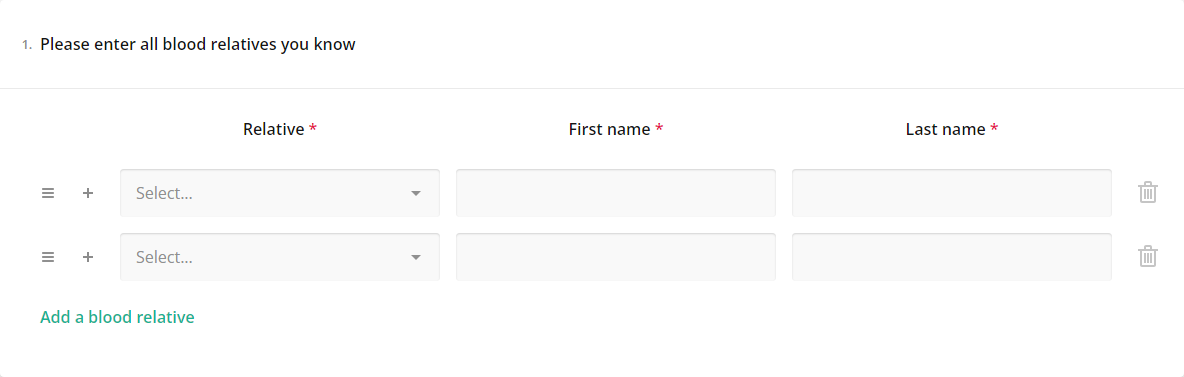 1. Please enter all blood relatives you know
Relative * First name * Last name *
Select...
Select...
Add a blood relative